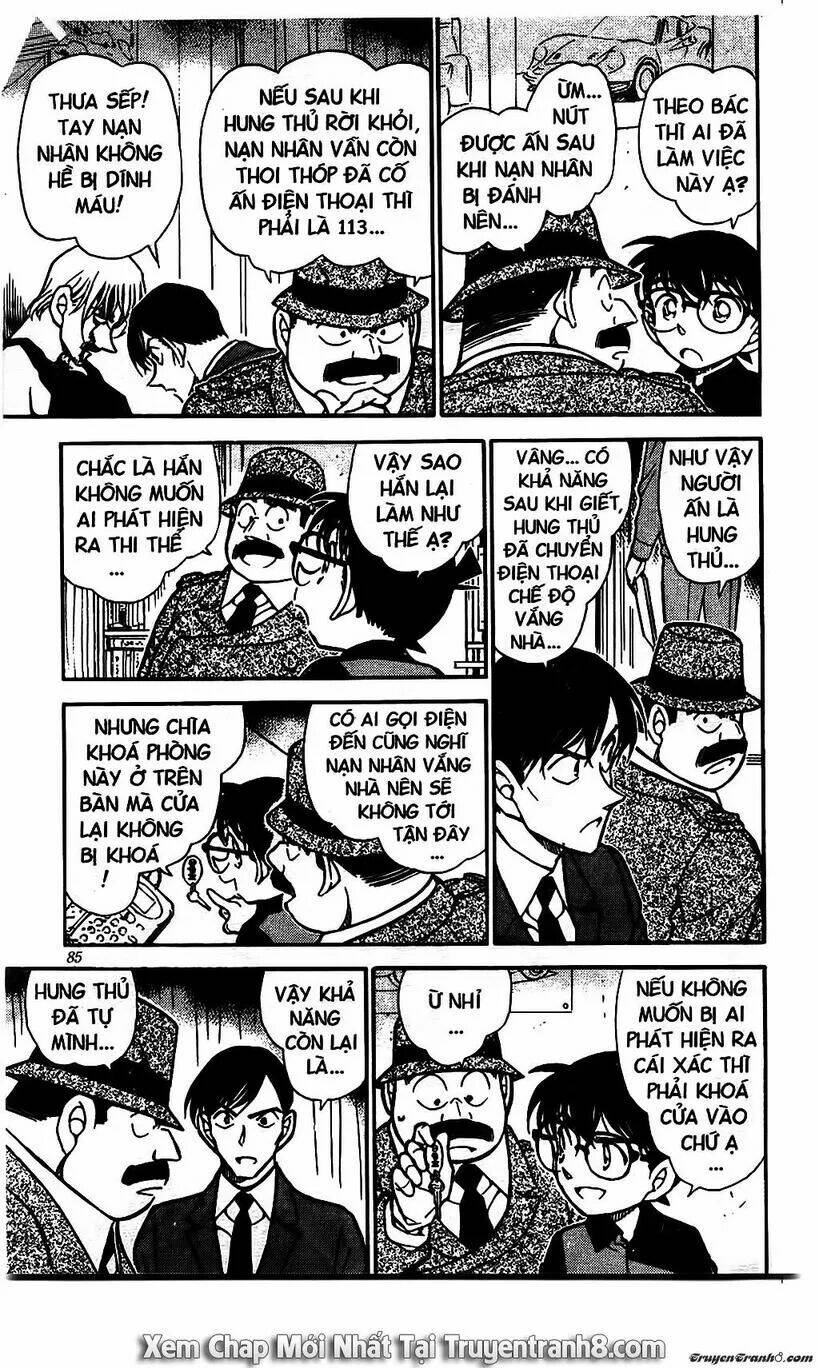 THEO BÁC
THÌ AI ĐÃ
LÀM VIỆC
NÀY Ạ?
ỪM...
NÚT
ĐƯỢC ẤN SAU
KHI NẠN NHÂN
BỊ ĐÁNH
NÊN...
NẾU SAU KHI
HUNG THỦ RỜI KHỎI,
NẠN NHÂN VẪN CÒN
THOI THÓP ĐÃ CỐ
ẤN ĐIỆN THOẠI THÌ
PHẢI LÀ 113...
THƯA SẾP!
TAY NẠN
NHÂN KHÔNG
HỀ BỊ DÍNH
MÁU!
NHƯ VẬY
NGƯỜI
ẤN LÀ
HUNG
THỦ...
VÂNG... CÓ
KHẢ NĂNG
SAU KHI GIẾT,
HUNG THỦ
ĐÃ CHUYỂN
ĐIỆN THOẠI
CHẾ ĐỘ
VẮNG
NHÀ...
VẬY SAO
HẮN LẠI
LÀM NHƯ
THẾ Ạ?
CHẮC LÀ HẮN
KHÔNG MUỐN
AI PHÁT HIỆN
RA THI THỂ
...
CÓ AI GỌI ĐIỆN
ĐẾN CŨNG NGHĨ
NẠN NHÂN VẮNG
NHÀ NÊN SẼ
KHÔNG TỚI
TẬN ĐÂY
...
NHƯNG CHÌA
KHOÁ PHÒNG
NÀY Ở TRÊN
BÀN MÀ CỬA
LẠI KHÔNG
BỊ KHOÁ
!
85
NẾU KHÔNG
MUỐN BỊ AI
PHÁT HIỆN RA
CÁI XÁC THÌ
PHẢI KHOÁ
CỬA VÀO
CHỨ Ạ
...
Ừ NHỈ
...
VẬY KHẢ
NĂNG
CÒN LẠI
LÀ...
HUNG THỦ
ĐÃ TỰ
MÌNH...
Xem Chap Mới Nhất Tại Truyentranh8.com
TruyenTranh8.com